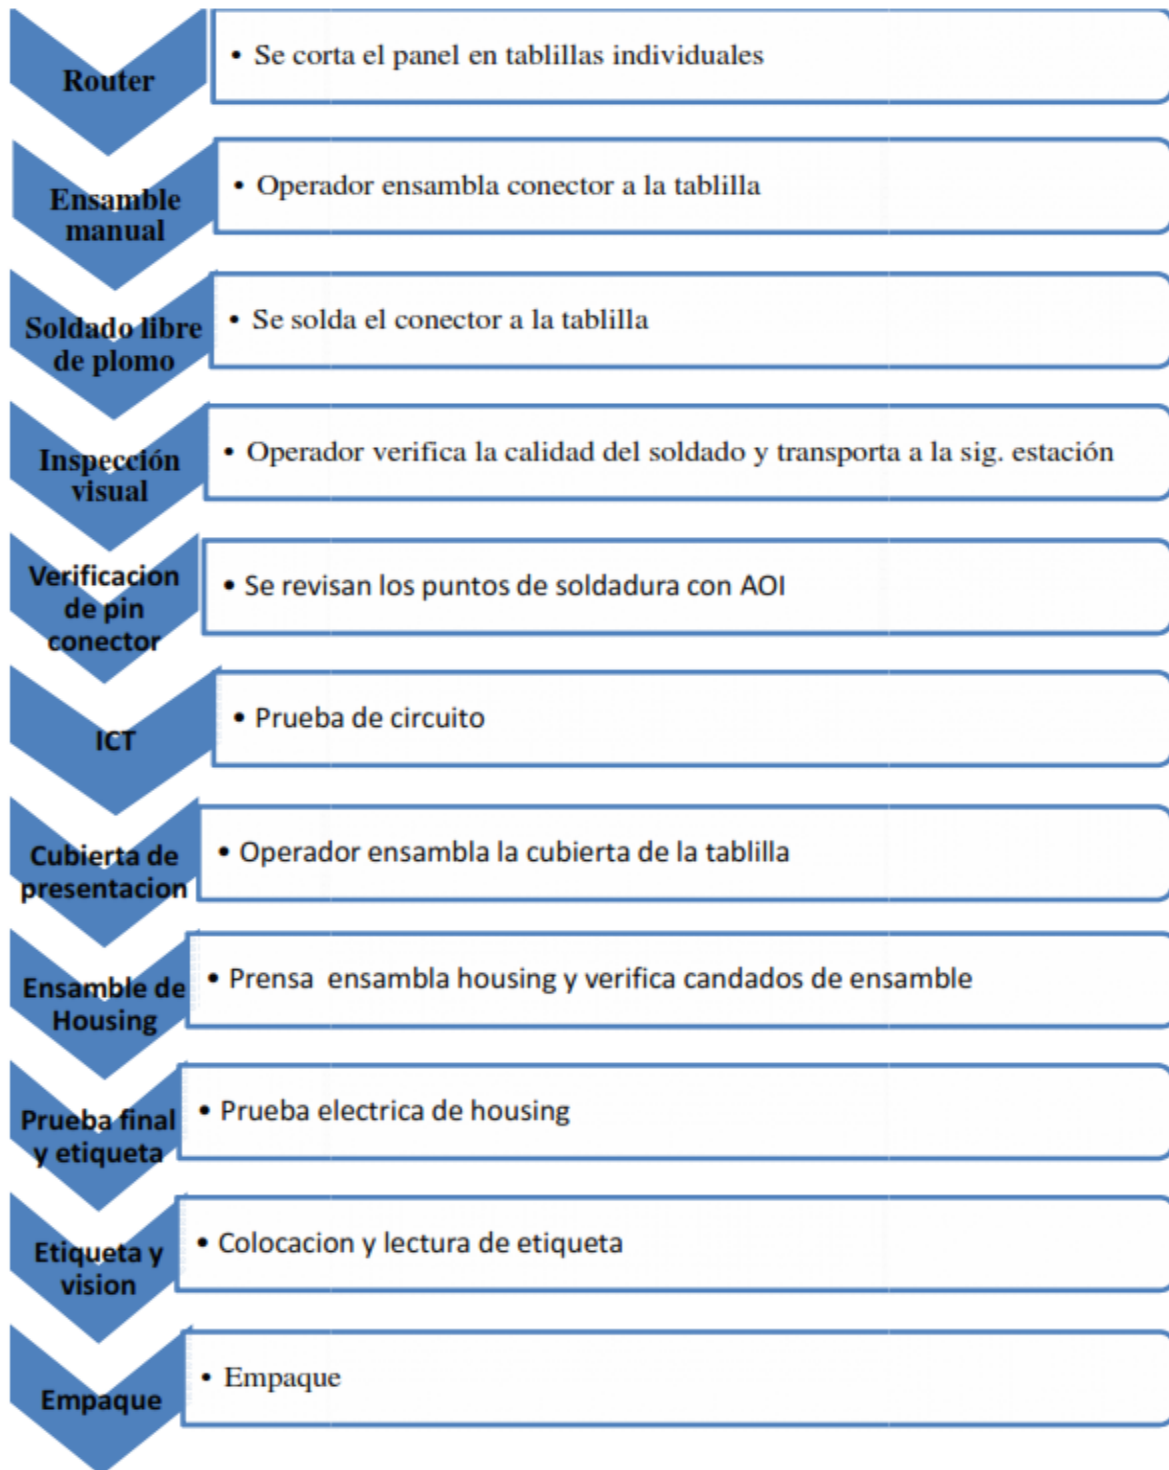 Router
• Se corta el panel en tablillas individuales
Ensamble
manual
• Operador ensambla conector a la tablilla
Soldado libre
de plomo
• Se solda el conector a la tablilla
Inspección
visual
• Operador verifica la calidad del soldado y transporta a la sig. estación
Verificacion
de pin
conector
• Se revisan los puntos de soldadura con AOI
ICT
• Prueba de circuito
Cubierta de
presentacion
• Operador ensambla la cubierta de la tablilla
Ensamble de
Housing
• Prensa ensambla housing y verifica candados de ensamble
Prueba final
y etiqueta
• Prueba electrica de housing
Etiqueta y
vision
• Colocacion y lectura de etiqueta
Empaque
• Empaque